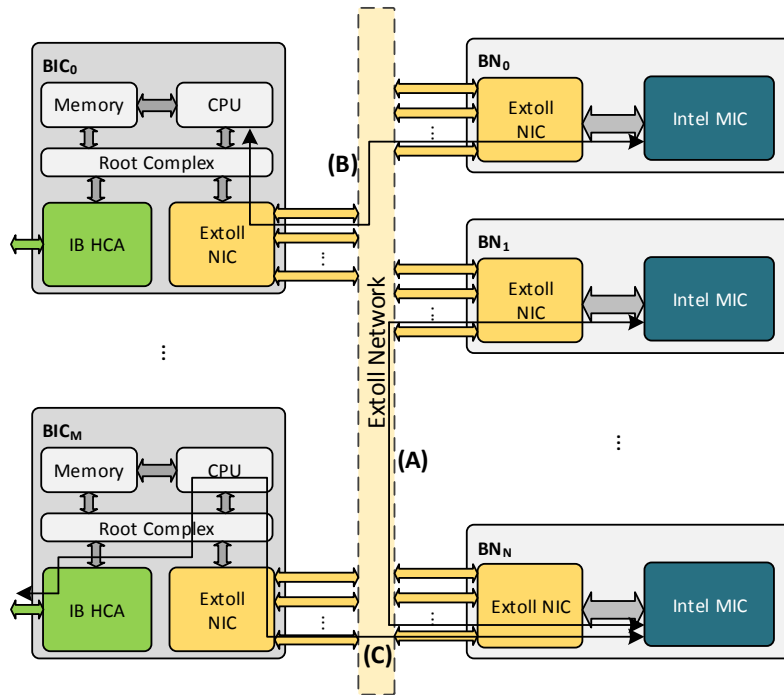 BIC0
Memory
CPU
Root Complex
IB HCA
Extoll
NIC
...
(B)
...
BICM
Memory
CPU
Root Complex
IB HCA
Extoll
NIC
...
Extoll Network
(A)
(C)
BN0
Extoll
NIC
Intel MIC
...
BN1
Extoll
NIC
Intel MIC
...
...
BNN
Extoll NIC
Intel MIC
...